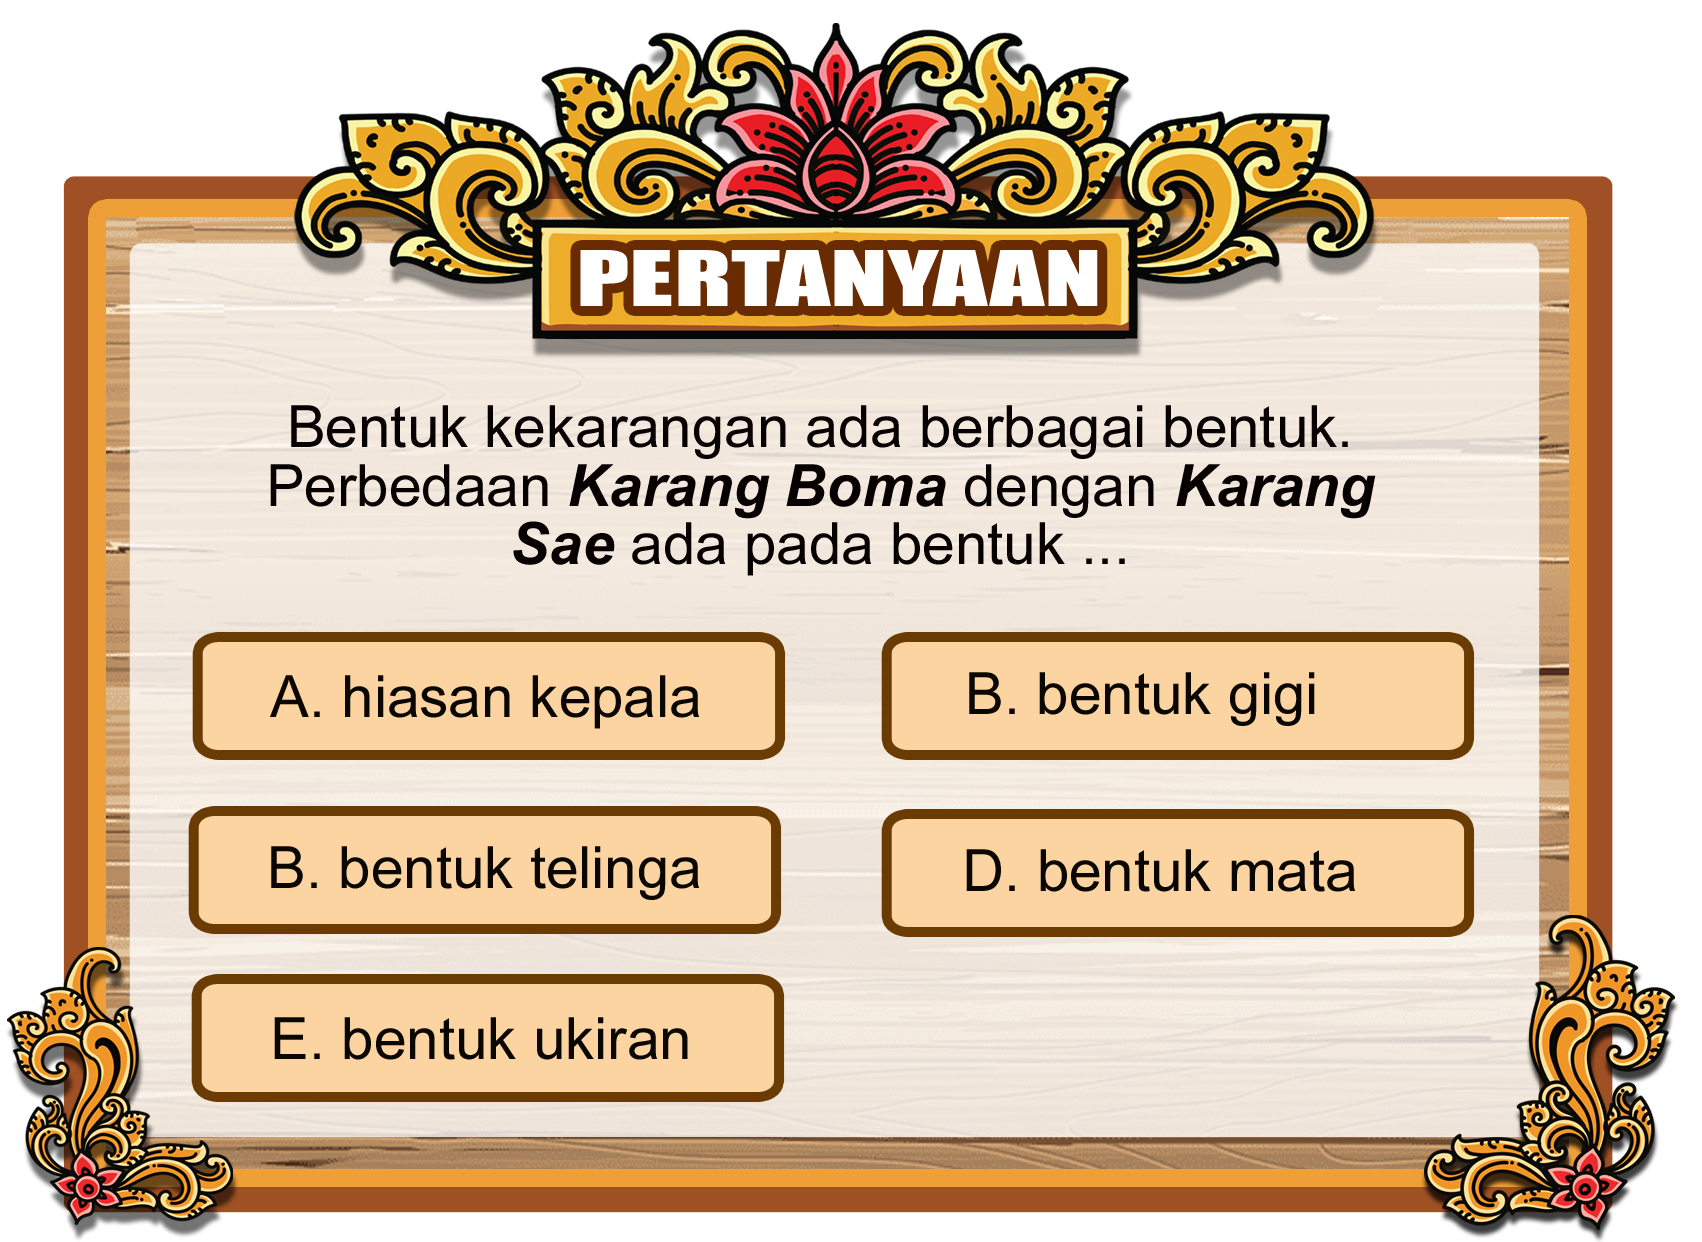 PERTANYAAN
Bentuk kekarangan ada berbagai bentuk.
Perbedaan Karang Boma dengan Karang
Sae ada pada bentuk ...
A. hiasan kepala
B. bentuk gigi
B. bentuk telinga
D. bentuk mata
E. bentuk ukiran